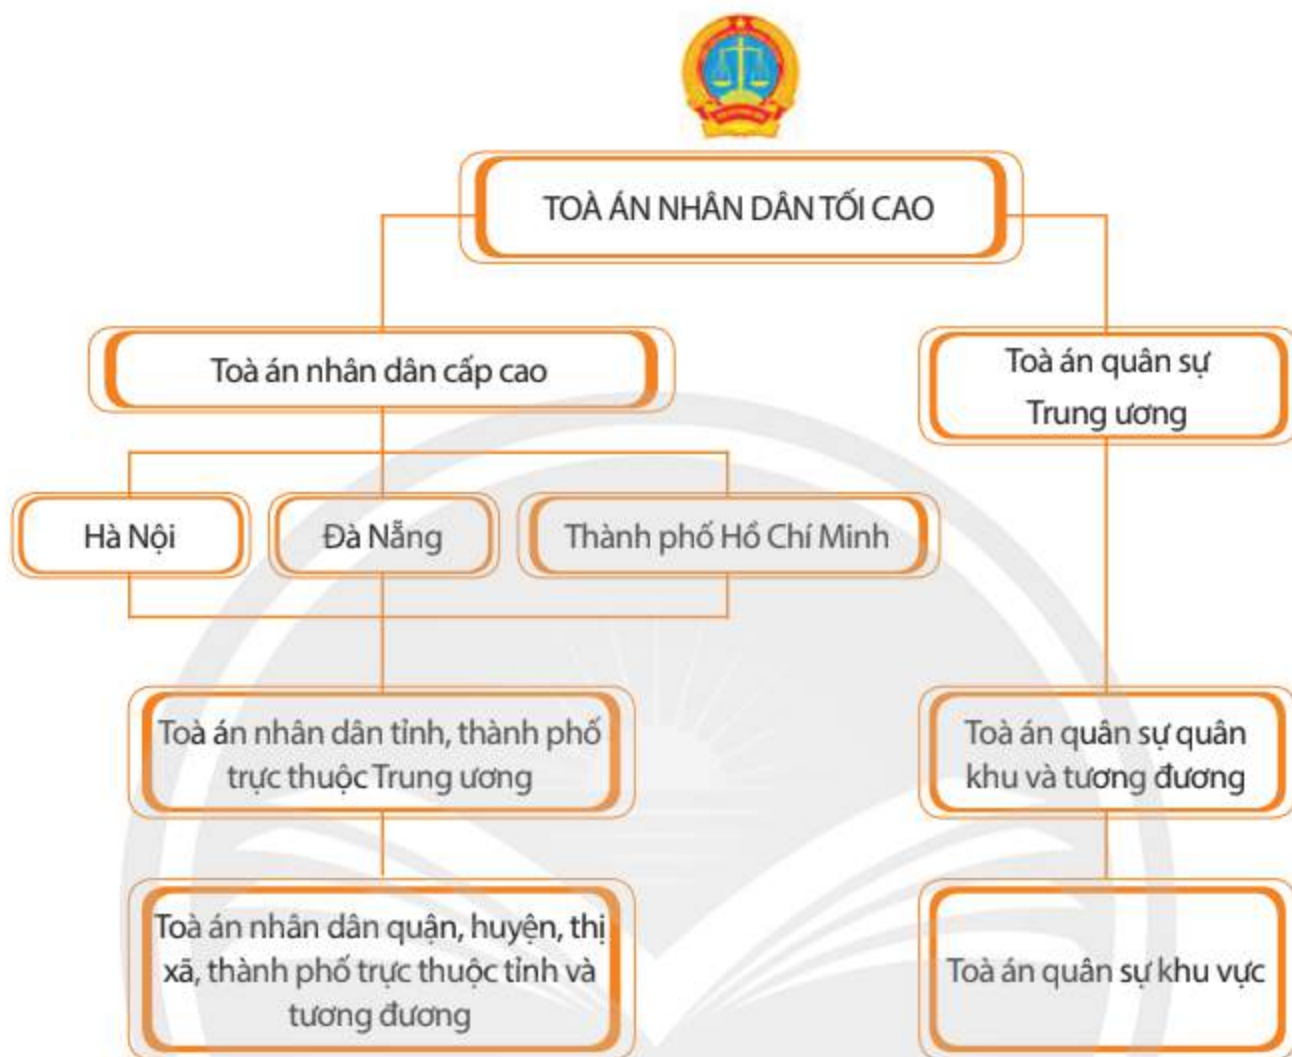 TOÀ ÁN NHÂN DÂN TỐI CAO
Toà án nhân dân cấp cao
Toà án quân sự
Trung ương
Hà Nội
Đà Nẵng
Thành phố Hồ Chí Minh
Toà án nhân dân tỉnh, thành phố
trực thuộc Trung ương
Toà án quân sự quân
khu và tương đương
Toà án nhân dân quận, huyện, thị
xã, thành phố trực thuộc tỉnh và
tương đương
Toà án quân sự khu vực